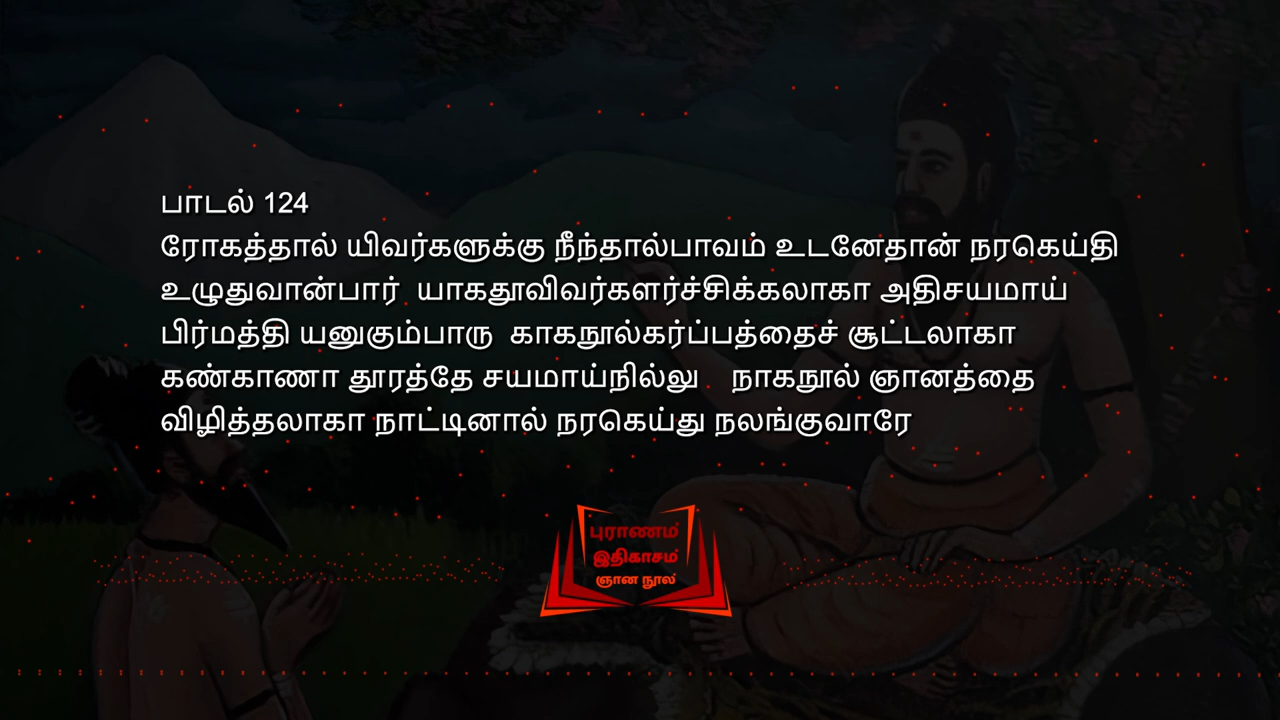 பாடல் 124
ரோகத்தால் யிவர்களுக்கு நீந்தால்பாவம் உடனேதான் நரகெய்தி
உழுதுவான்பார் யாகதூவிவர்களர்ச்சிக்கலாகா அதிசயமாய்
பிர்மத்தி யனுகும்பாரு காகநூல்கர்ப்பத்தைச் சூட்டலாகா
கண்காணா தூரத்தே சயமாய்நில்லு நாகநூல் ஞானத்தை
விழித்தலாகா நாட்டினால் நரகெய்து நலங்குவாரே
புராணம்
இதிகாசம்
ஞான நூல்